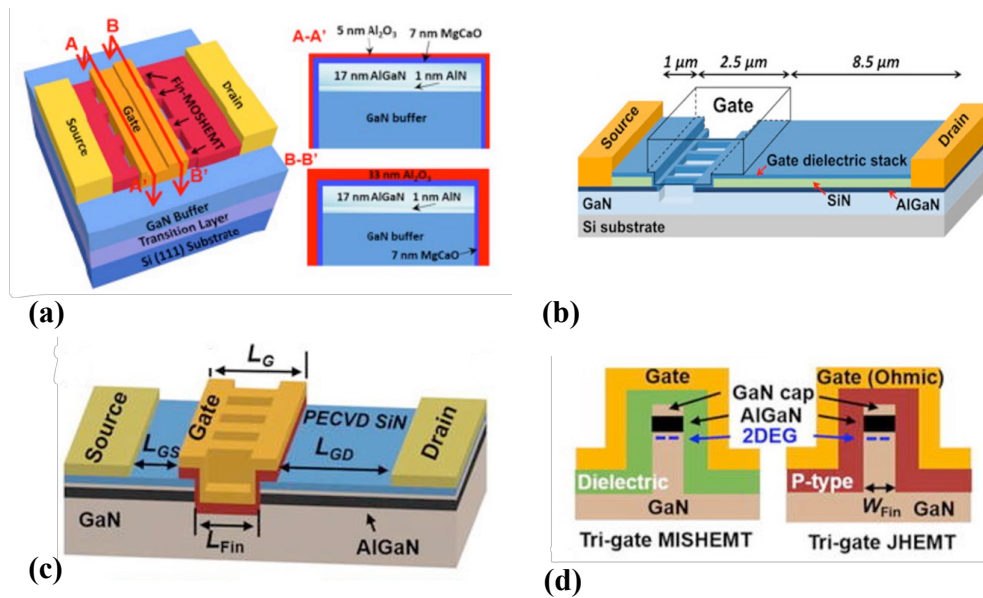 B
A
Source
Gate
Fin-MOSHEMT
Drain
A'
B'
GaN Buffer
Transition Layer
Si (111) Substrate
A-A'
5 nm Al₂O₃
7 nm MgCaO
17 nm AlGaN
1 nm AlN
GaN buffer
B-B'
33 nm Al₂O₃
17 nm AlGaN
1 nm AlN
GaN buffer
7 nm MgCaO
(a)
1 μm
2.5 μm
8.5 μm
Gate
Source
Drain
Gate dielectric stack
GaN
SiN
AlGaN
Si substrate
(b)
L_G
Source
Gate
PECVD SiN
Drain
L_GS
L_GD
GaN
L_Fin
AlGaN
(c)
Gate
Gate (Ohmic)
GaN cap
AlGaN
2DEG
Dielectric
P-type
W_Fin
GaN
GaN
Tri-gate MISHEMT
Tri-gate JHEMT
(d)